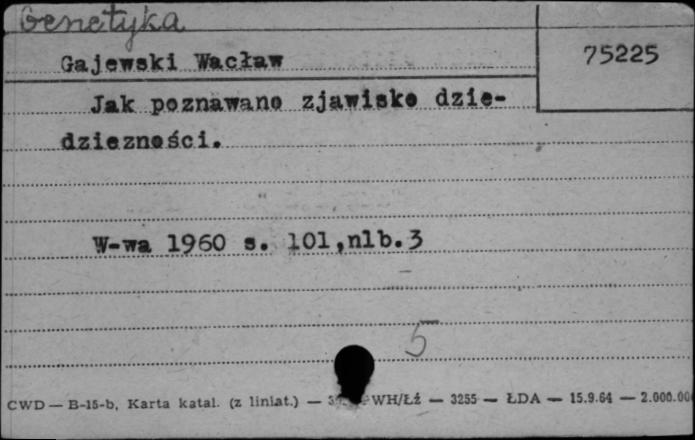 Genetyka
75225
Gajewski Wacław
Jak poznawano zjawisko dzie-
dziezności.
W-wa 1960 s. 101,nlb.3
5
CWD — B-15-b, Karta katal. (z liniat.) — WH/Łź — 3255 — ŁDA — 15.9.64 — 2.000.00